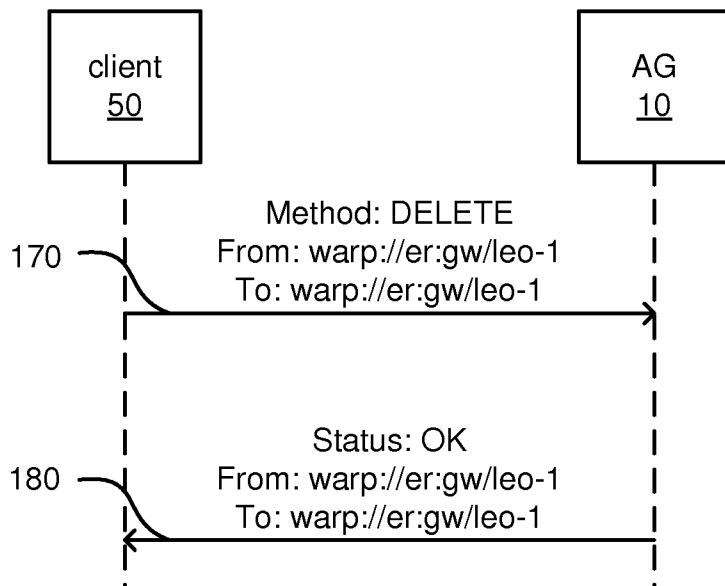 client
50
AG
10
Method: DELETE
170
From: warp://er:gw/leo-1
To: warp://er:gw/leo-1
Status: OK
180
From: warp://er:gw/leo-1
To: warp://er:gw/leo-1